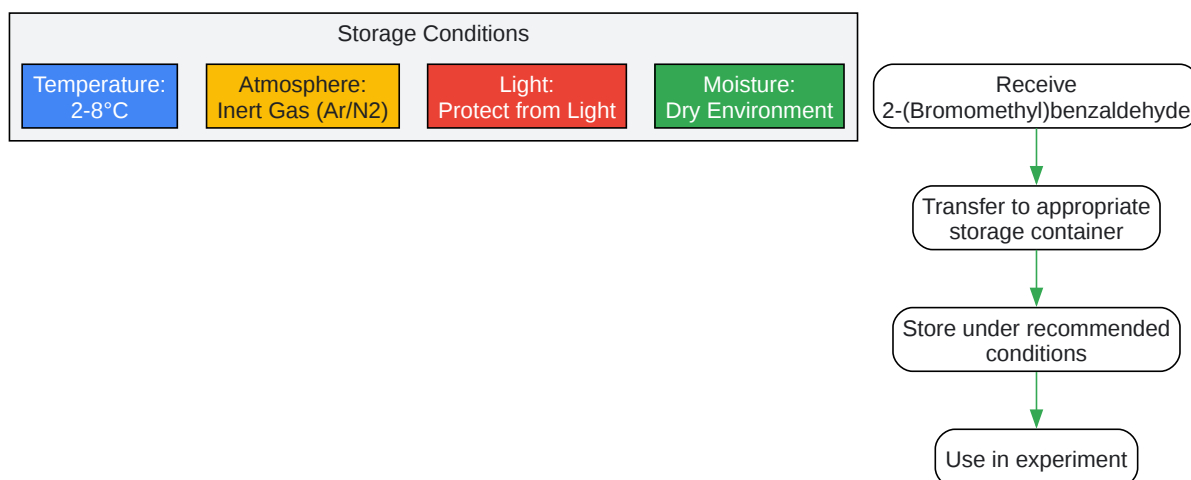 Storage Conditions
Temperature:
2-8°C
Atmosphere:
Inert Gas (Ar/N2)
Light:
Protect from Light
Moisture:
Dry Environment
Receive
2-(Bromomethyl)benzaldehyde
Transfer to appropriate
storage container
Store under recommended
conditions
Use in experiment